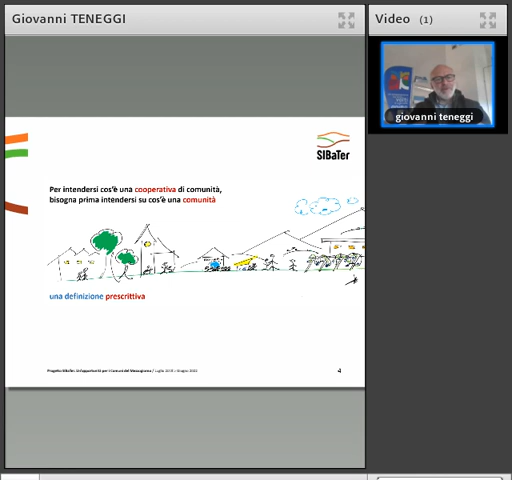 Giovanni TENEGGI
Video (1)
giovanni teneggi
SIBaTer
Per intendersi cos'è una cooperativa di comunità,
bisogna prima intendersi su cos'è una comunità
una definizione prescrittiva
4